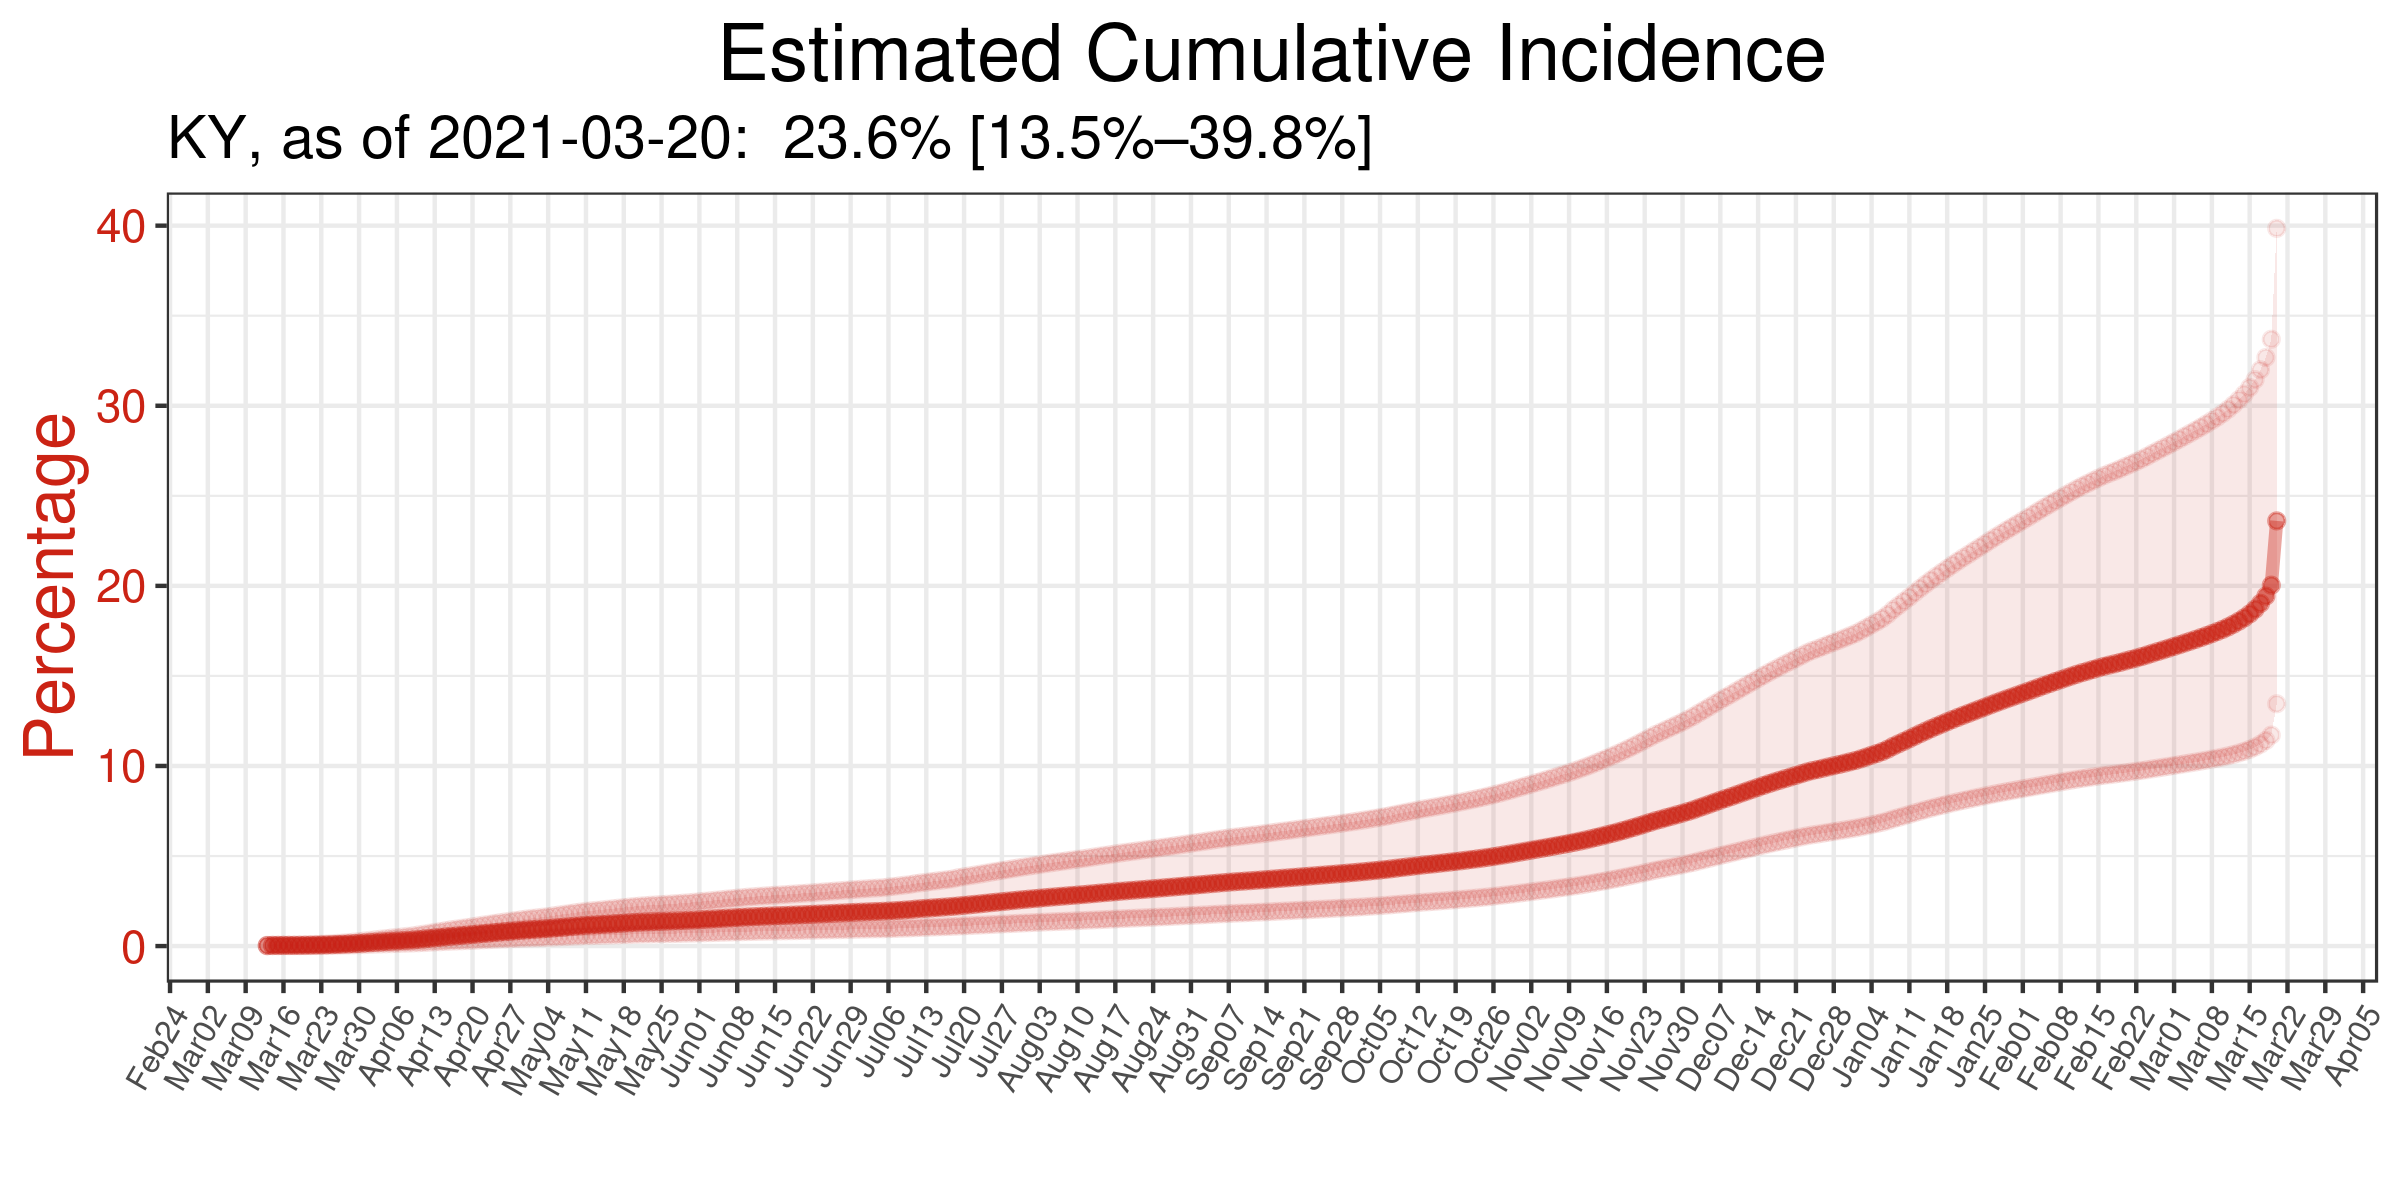 Estimated Cumulative Incidence
KY, as of 2021-03-20:  23.6% [13.5%–39.8%]
Percentage
40
30
20
10
0
Feb24
Mar02
Mar09
Mar16
Mar23
Mar30
Apr06
Apr13
Apr20
Apr27
May04
May11
May18
May25
Jun01
Jun08
Jun15
Jun22
Jun29
Jul06
Jul13
Jul20
Jul27
Aug03
Aug10
Aug17
Aug24
Aug31
Sep07
Sep14
Sep21
Sep28
Oct05
Oct12
Oct19
Oct26
Nov02
Nov09
Nov16
Nov23
Nov30
Dec07
Dec14
Dec21
Dec28
Jan04
Jan11
Jan18
Jan25
Feb01
Feb08
Feb15
Feb22
Mar01
Mar08
Mar15
Mar22
Mar29
Apr05